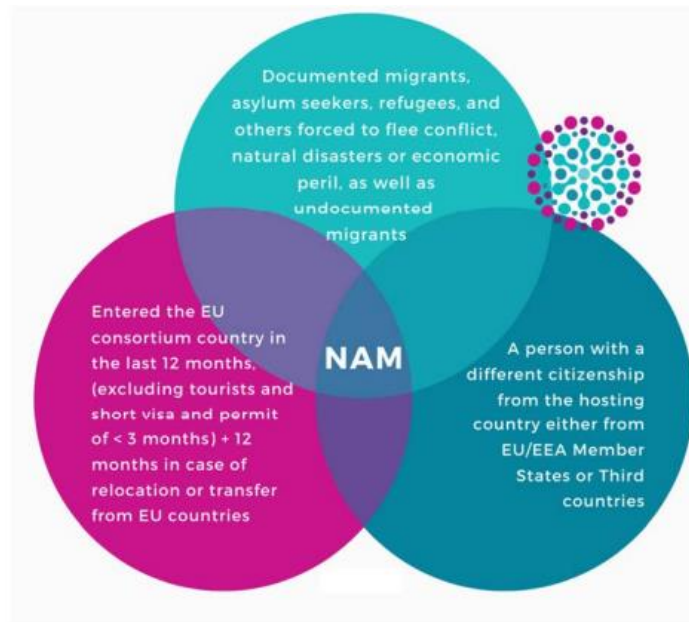 Documented migrants,
asylum seekers, refugees, and
others forced to flee conflict,
natural disasters or economic
peril, as well as
undocumented
migrants
Entered the EU
consortium country in
the last 12 months,
(excluding tourists and
short visa and permit
of < 3 months) + 12
months in case of
relocation or transfer
from EU countries
NAM
A person with a
different citizenship
from the hosting
country either from
EU/EEA Member
States or Third
countries